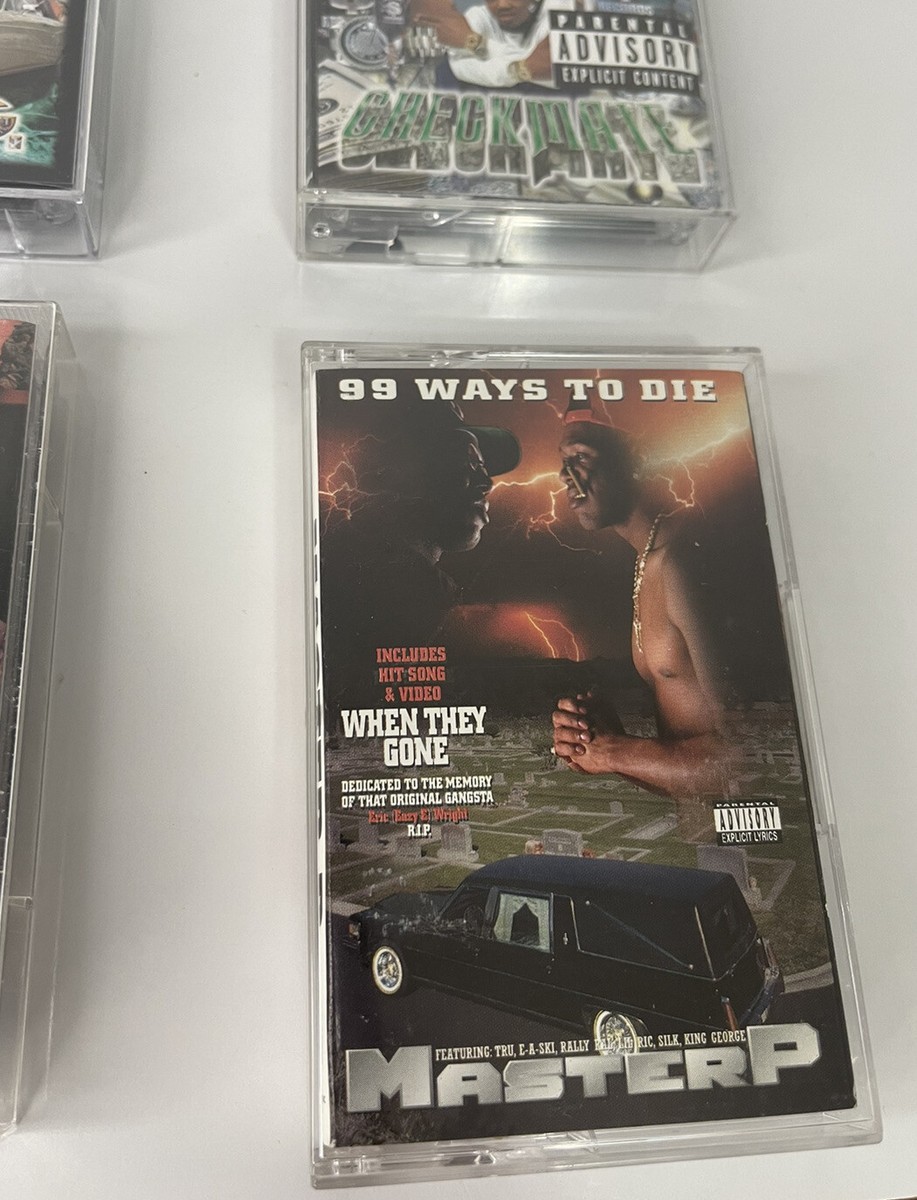 PARENTAL
ADVISORY
EXPLICIT CONTENT
CHECKMATE
99 WAYS TO DIE
INCLUDES
HIT SONG
& VIDEO
WHEN THEY
GONE
DEDICATED TO THE MEMORY
OF THAT ORIGINAL GANGSTA
Eric (Eazy E) Wright
R.I.P.
PARENTAL
ADVISORY
EXPLICIT LYRICS
FEATURING: TRU, E-A-SKI, RALLY RAL, LIL RIC, SILK, KING GEORGE
MASTER P